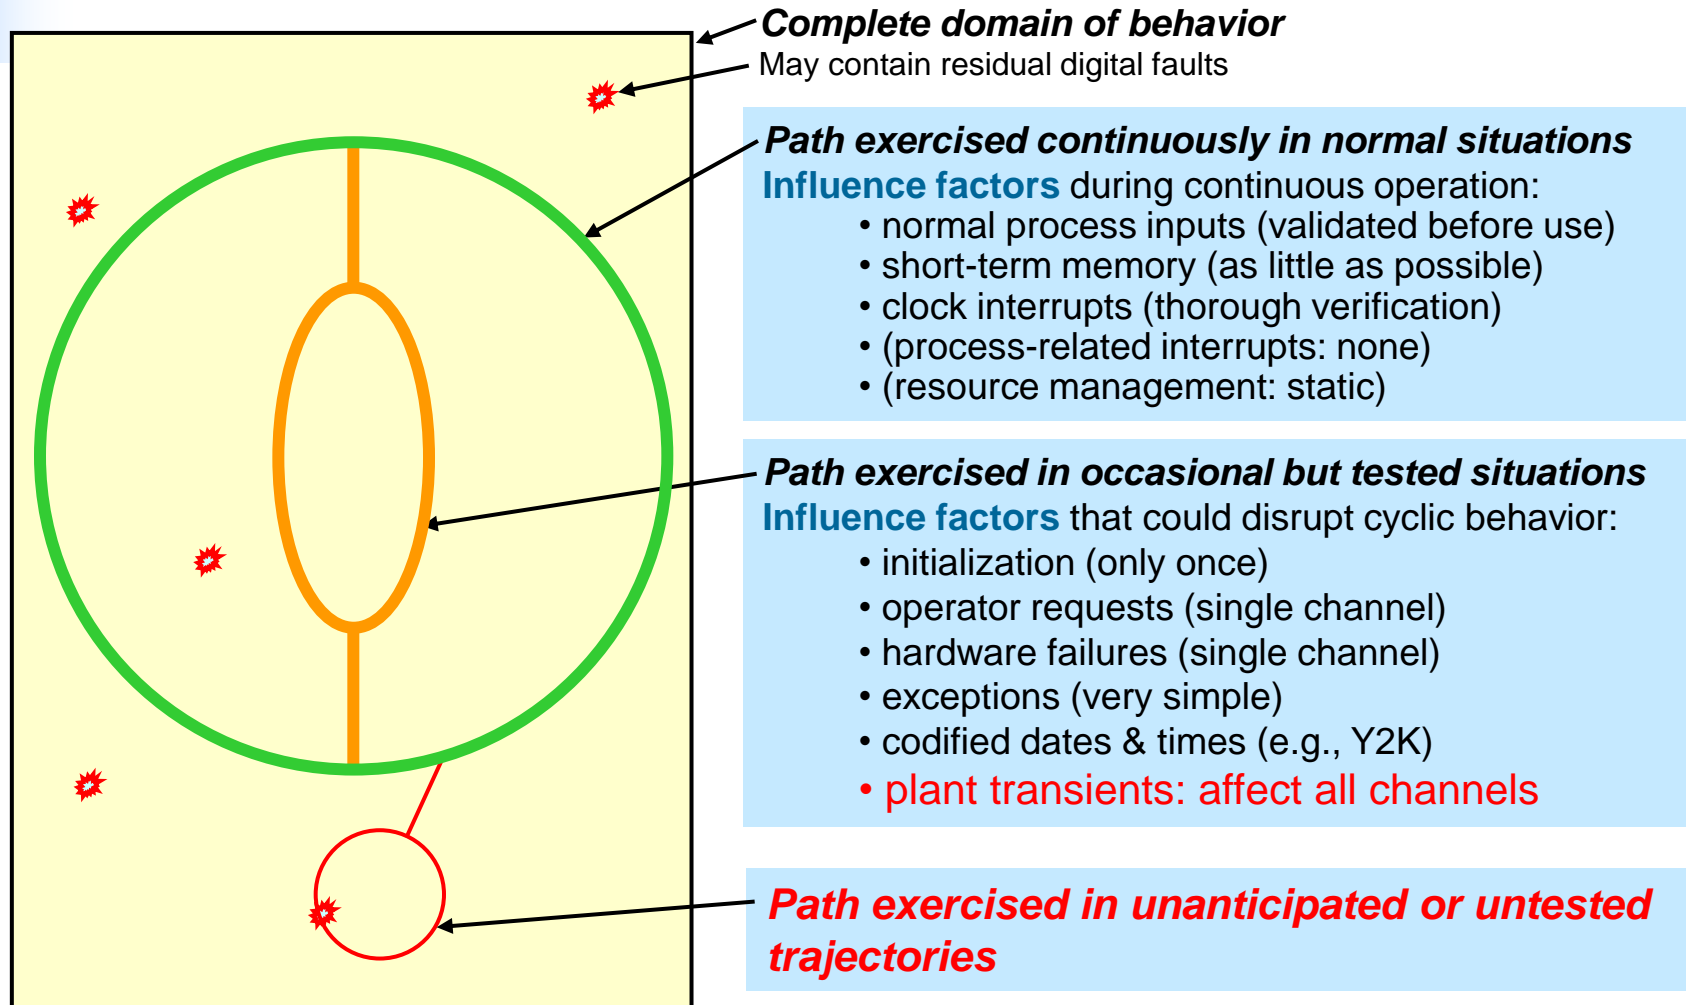 Complete domain of behavior
May contain residual digital faults
Path exercised continuously in normal situations
Influence factors during continuous operation:
• normal process inputs (validated before use)
• short-term memory (as little as possible)
• clock interrupts (thorough verification)
• (process-related interrupts: none)
• (resource management: static)
Path exercised in occasional but tested situations
Influence factors that could disrupt cyclic behavior:
• initialization (only once)
• operator requests (single channel)
• hardware failures (single channel)
• exceptions (very simple)
• codified dates & times (e.g., Y2K)
• plant transients: affect all channels
Path exercised in unanticipated or untested
trajectories